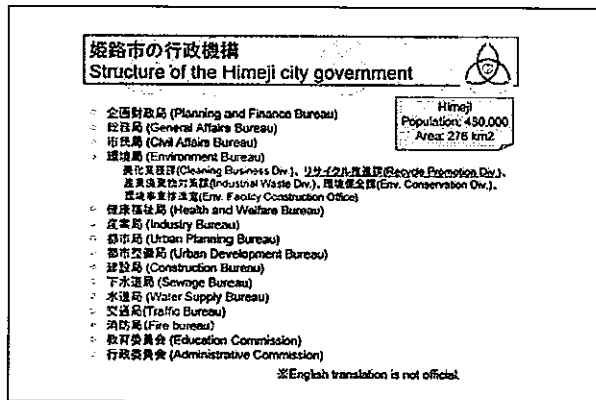 姫路市の行政機構
Structure of the Himeji city government
Himeji
Population: 450,000
Area: 276 km2
企画財政局 (Planning and Finance Bureau)
総務局 (General Affairs Bureau)
市民局 (Civil Affairs Bureau)
環境局 (Environment Bureau)
美化業務課(Cleaning Business Div.)、リサイクル推進課(Recycle Promotion Div.)、
産業廃棄物対策課(Industrial Waste Div.)、環境保全課(Env. Conservation Div.)、
(Env. Facility Construction Office)
健康福祉局 (Health and Welfare Bureau)
産業局 (Industry Bureau)
都市局 (Urban Planning Bureau)
都市整備局 (Urban Development Bureau)
建設局 (Construction Bureau)
下水道局 (Sewage Bureau)
水道局 (Water Supply Bureau)
交通局(Traffic Bureau)
消防局(Fire bureau)
教育委員会 (Education Commission)
行政委員会 (Administrative Commission)
※English translation is not official.